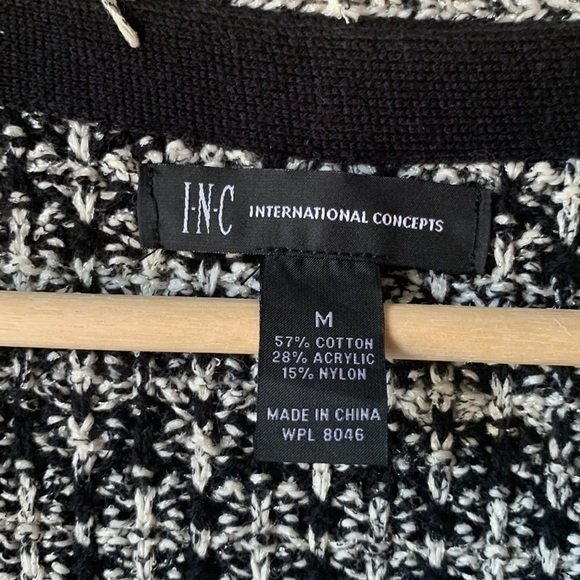 I·N·C INTERNATIONAL CONCEPTS
M
57% COTTON
28% ACRYLIC
15% NYLON
MADE IN CHINA
WPL 8046